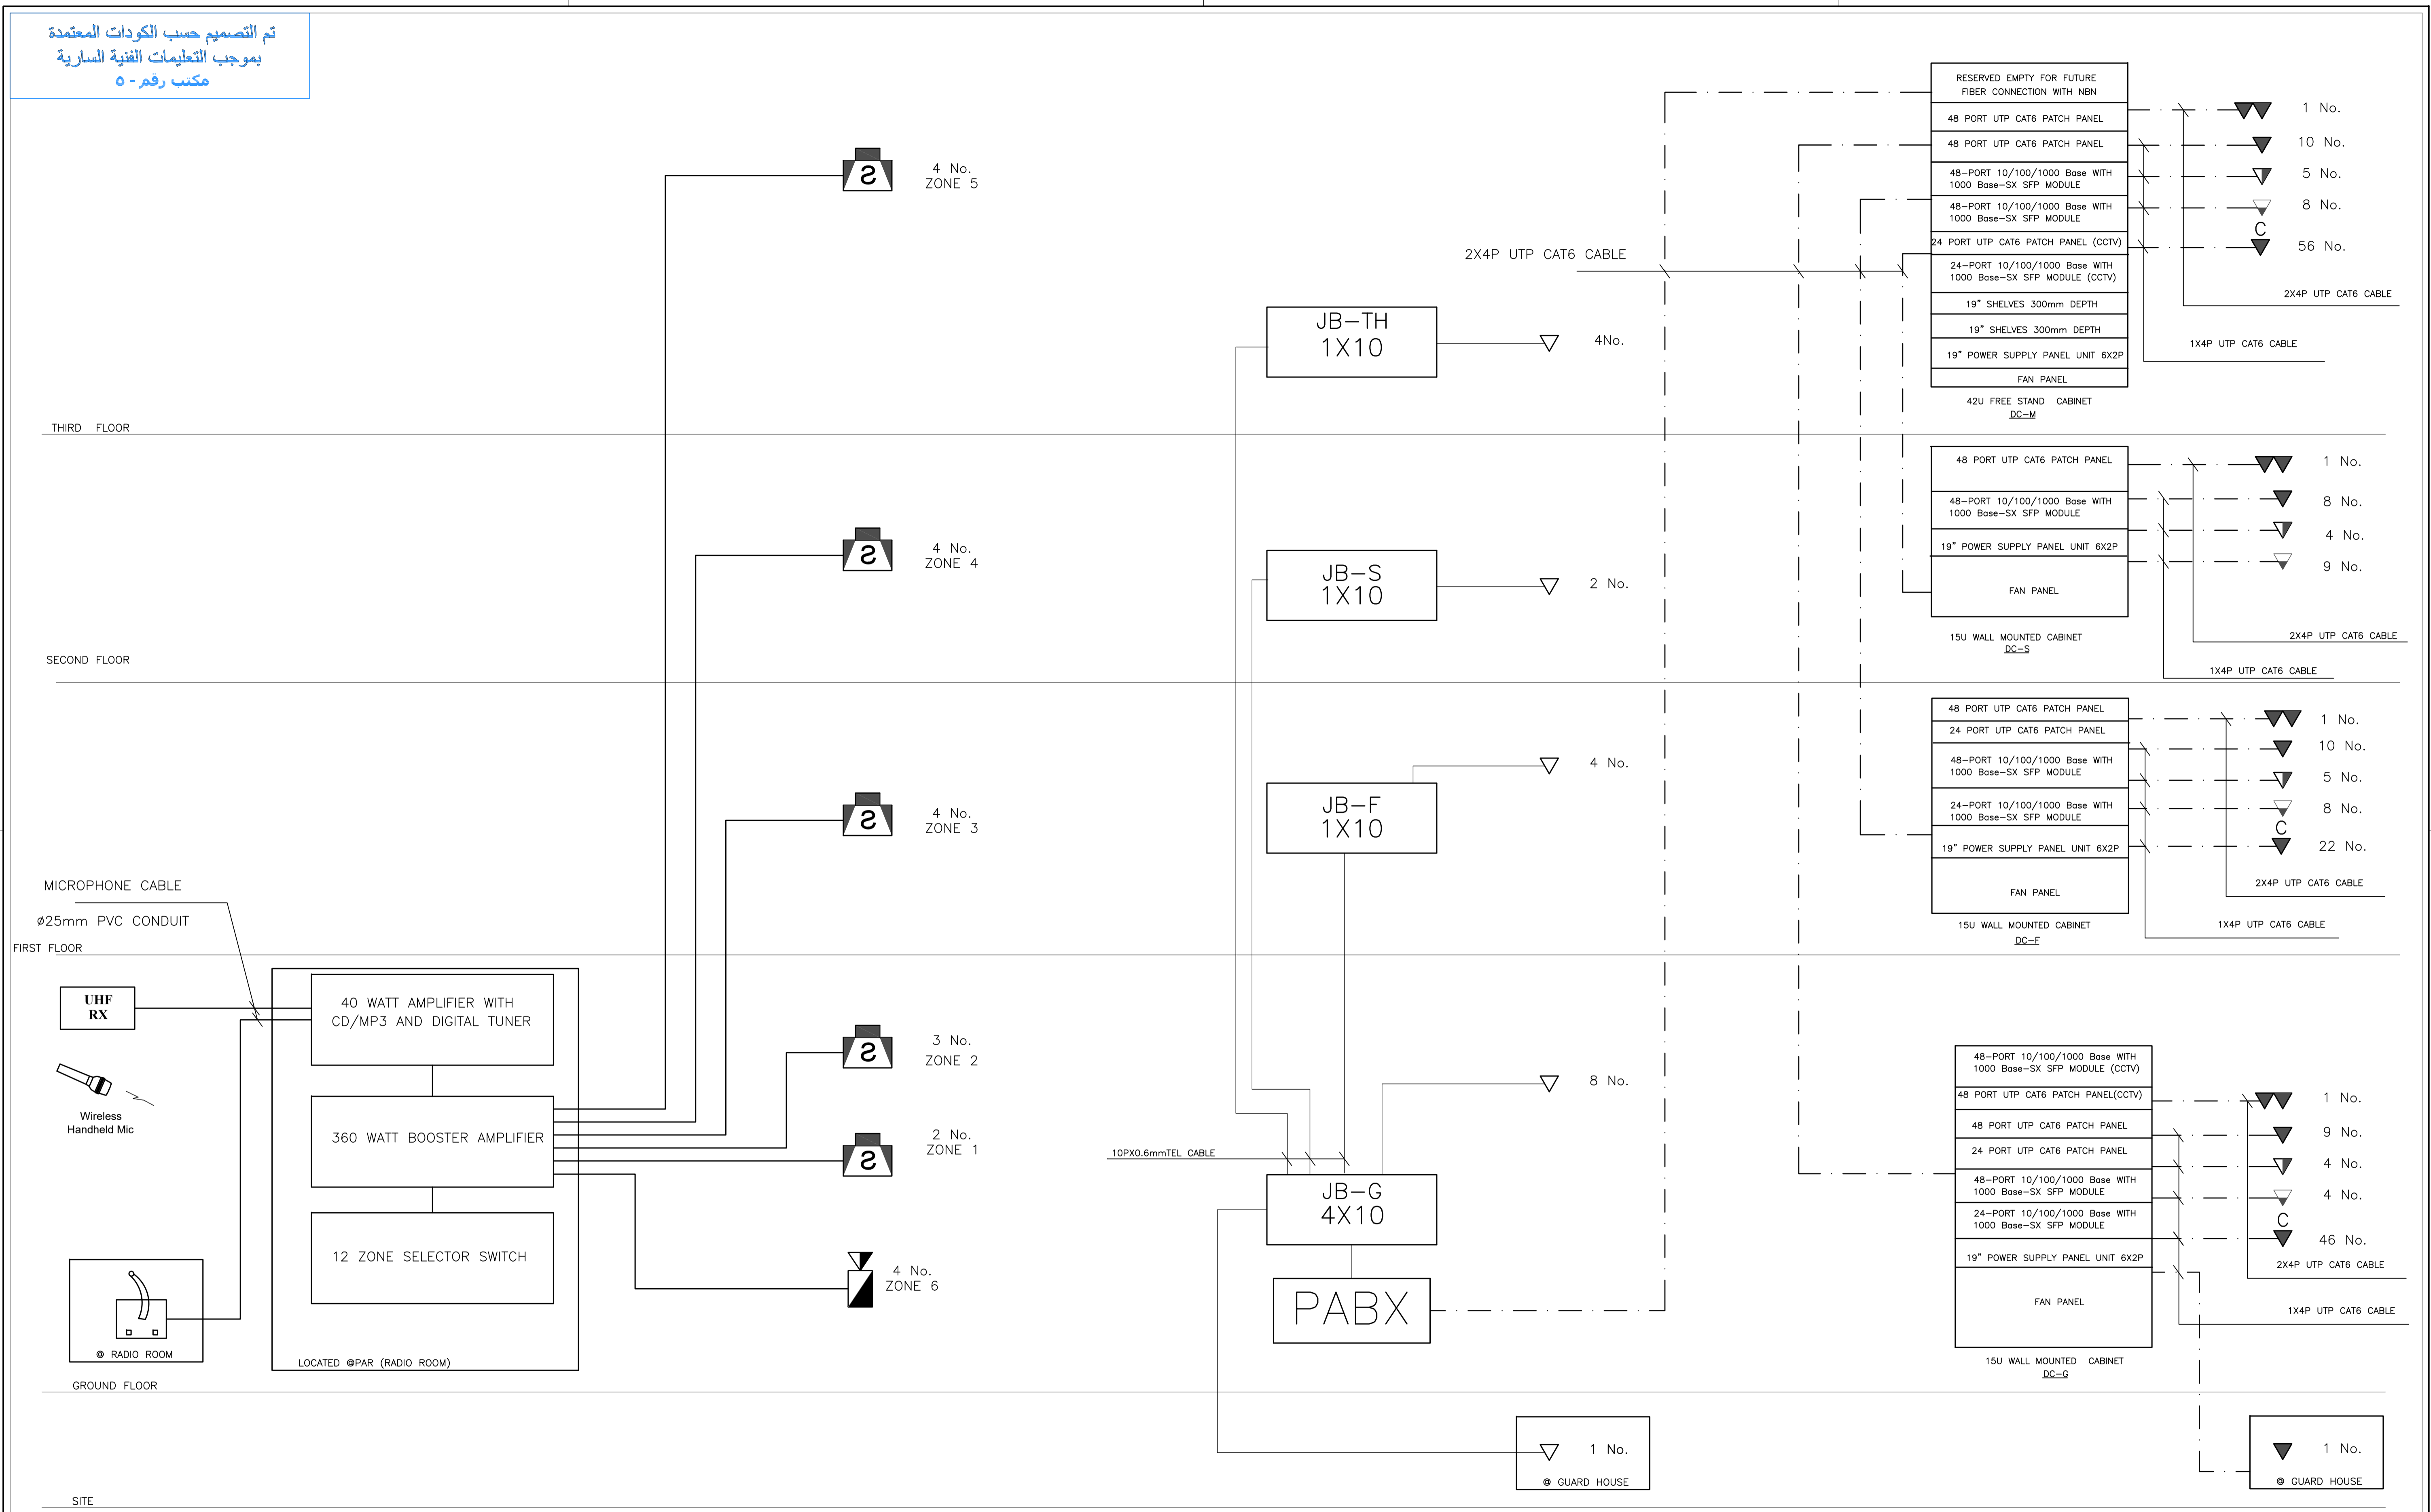 تم التصميم حسب الكودات المعتمدة
بموجب التعليمات الفنية السارية
مكتب رقم - ٥
4 No.
ZONE 5
2X4P UTP CAT6 CABLE
JB-TH
1X10
4No.
RESERVED EMPTY FOR FUTURE
FIBER CONNECTION WITH NBN
48 PORT UTP CAT6 PATCH PANEL
48 PORT UTP CAT6 PATCH PANEL
48-PORT 10/100/1000 Base WITH
1000 Base-SX SFP MODULE
48-PORT 10/100/1000 Base WITH
1000 Base-SX SFP MODULE
24 PORT UTP CAT6 PATCH PANEL (CCTV)
24-PORT 10/100/1000 Base WITH
1000 Base-SX SFP MODULE (CCTV)
19" SHELVES 300mm DEPTH
19" SHELVES 300mm DEPTH
19" POWER SUPPLY PANEL UNIT 6X2P
FAN PANEL
42U FREE STAND CABINET
DC-M
1 No.
10 No.
5 No.
8 No.
C
56 No.
2X4P UTP CAT6 CABLE
1X4P UTP CAT6 CABLE
THIRD FLOOR
4 No.
ZONE 4
JB-S
1X10
2 No.
48 PORT UTP CAT6 PATCH PANEL
48-PORT 10/100/1000 Base WITH
1000 Base-SX SFP MODULE
19" POWER SUPPLY PANEL UNIT 6X2P
FAN PANEL
15U WALL MOUNTED CABINET
DC-S
1 No.
8 No.
4 No.
9 No.
2X4P UTP CAT6 CABLE
1X4P UTP CAT6 CABLE
SECOND FLOOR
4 No.
ZONE 3
JB-F
1X10
4 No.
48 PORT UTP CAT6 PATCH PANEL
24 PORT UTP CAT6 PATCH PANEL
48-PORT 10/100/1000 Base WITH
1000 Base-SX SFP MODULE
24-PORT 10/100/1000 Base WITH
1000 Base-SX SFP MODULE
19" POWER SUPPLY PANEL UNIT 6X2P
FAN PANEL
15U WALL MOUNTED CABINET
DC-F
1 No.
10 No.
5 No.
8 No.
C
22 No.
2X4P UTP CAT6 CABLE
1X4P UTP CAT6 CABLE
MICROPHONE CABLE
Ø25mm PVC CONDUIT
FIRST FLOOR
UHF
RX
Wireless
Handheld Mic
@ RADIO ROOM
40 WATT AMPLIFIER WITH
CD/MP3 AND DIGITAL TUNER
360 WATT BOOSTER AMPLIFIER
12 ZONE SELECTOR SWITCH
LOCATED @PAR (RADIO ROOM)
3 No.
ZONE 2
2 No.
ZONE 1
4 No.
ZONE 6
10PX0.6mmTEL CABLE
8 No.
JB-G
4X10
PABX
48-PORT 10/100/1000 Base WITH
1000 Base-SX SFP MODULE (CCTV)
48 PORT UTP CAT6 PATCH PANEL(CCTV)
48 PORT UTP CAT6 PATCH PANEL
24 PORT UTP CAT6 PATCH PANEL
48-PORT 10/100/1000 Base WITH
1000 Base-SX SFP MODULE
24-PORT 10/100/1000 Base WITH
1000 Base-SX SFP MODULE
19" POWER SUPPLY PANEL UNIT 6X2P
FAN PANEL
15U WALL MOUNTED CABINET
DC-G
1 No.
9 No.
4 No.
4 No.
C
46 No.
2X4P UTP CAT6 CABLE
1X4P UTP CAT6 CABLE
GROUND FLOOR
1 No.
@ GUARD HOUSE
1 No.
@ GUARD HOUSE
SITE